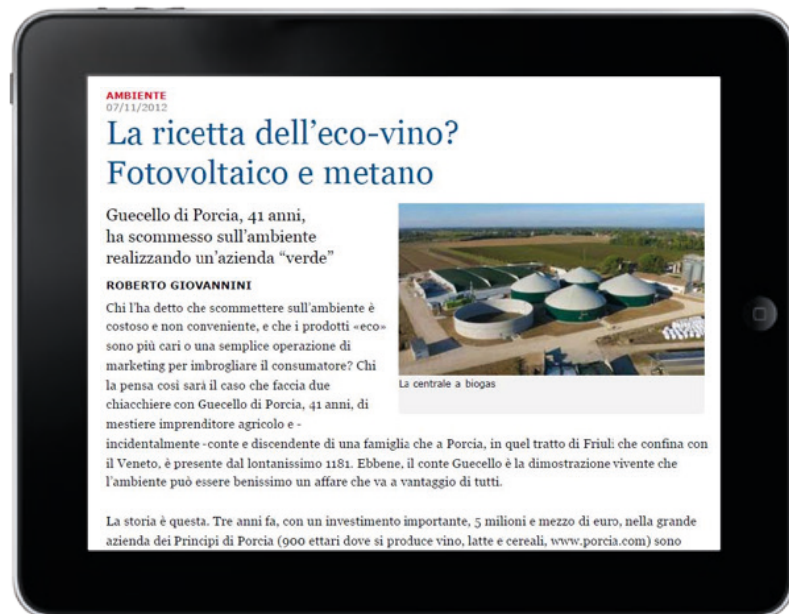 AMBIENTE
07/11/2012
La ricetta dell'eco-vino?
Fotovoltaico e metano
Guecello di Porcia, 41 anni,
ha scommesso sull'ambiente
realizzando un'azienda “verde”
ROBERTO GIOVANNINI
Chi l'ha detto che scommettere sull'ambiente è
costoso e non conveniente, e che i prodotti «eco»
sono più cari o una semplice operazione di
marketing per imbrogliare il consumatore? Chi
la pensa così sarà il caso che faccia due
chiacchiere con Guecello di Porcia, 41 anni, di
mestiere imprenditore agricolo e -
incidentalmente -conte e discendente di una famiglia che a Porcia, in quel tratto di Friuli che confina con
il Veneto, è presente dal lontanissimo 1181. Ebbene, il conte Guecello è la dimostrazione vivente che
l'ambiente può essere benissimo un affare che va a vantaggio di tutti.
La centrale a biogas
La storia è questa. Tre anni fa, con un investimento importante, 5 milioni e mezzo di euro, nella grande
azienda dei Principi di Porcia (900 ettari dove si produce vino, latte e cereali, www.porcia.com) sono